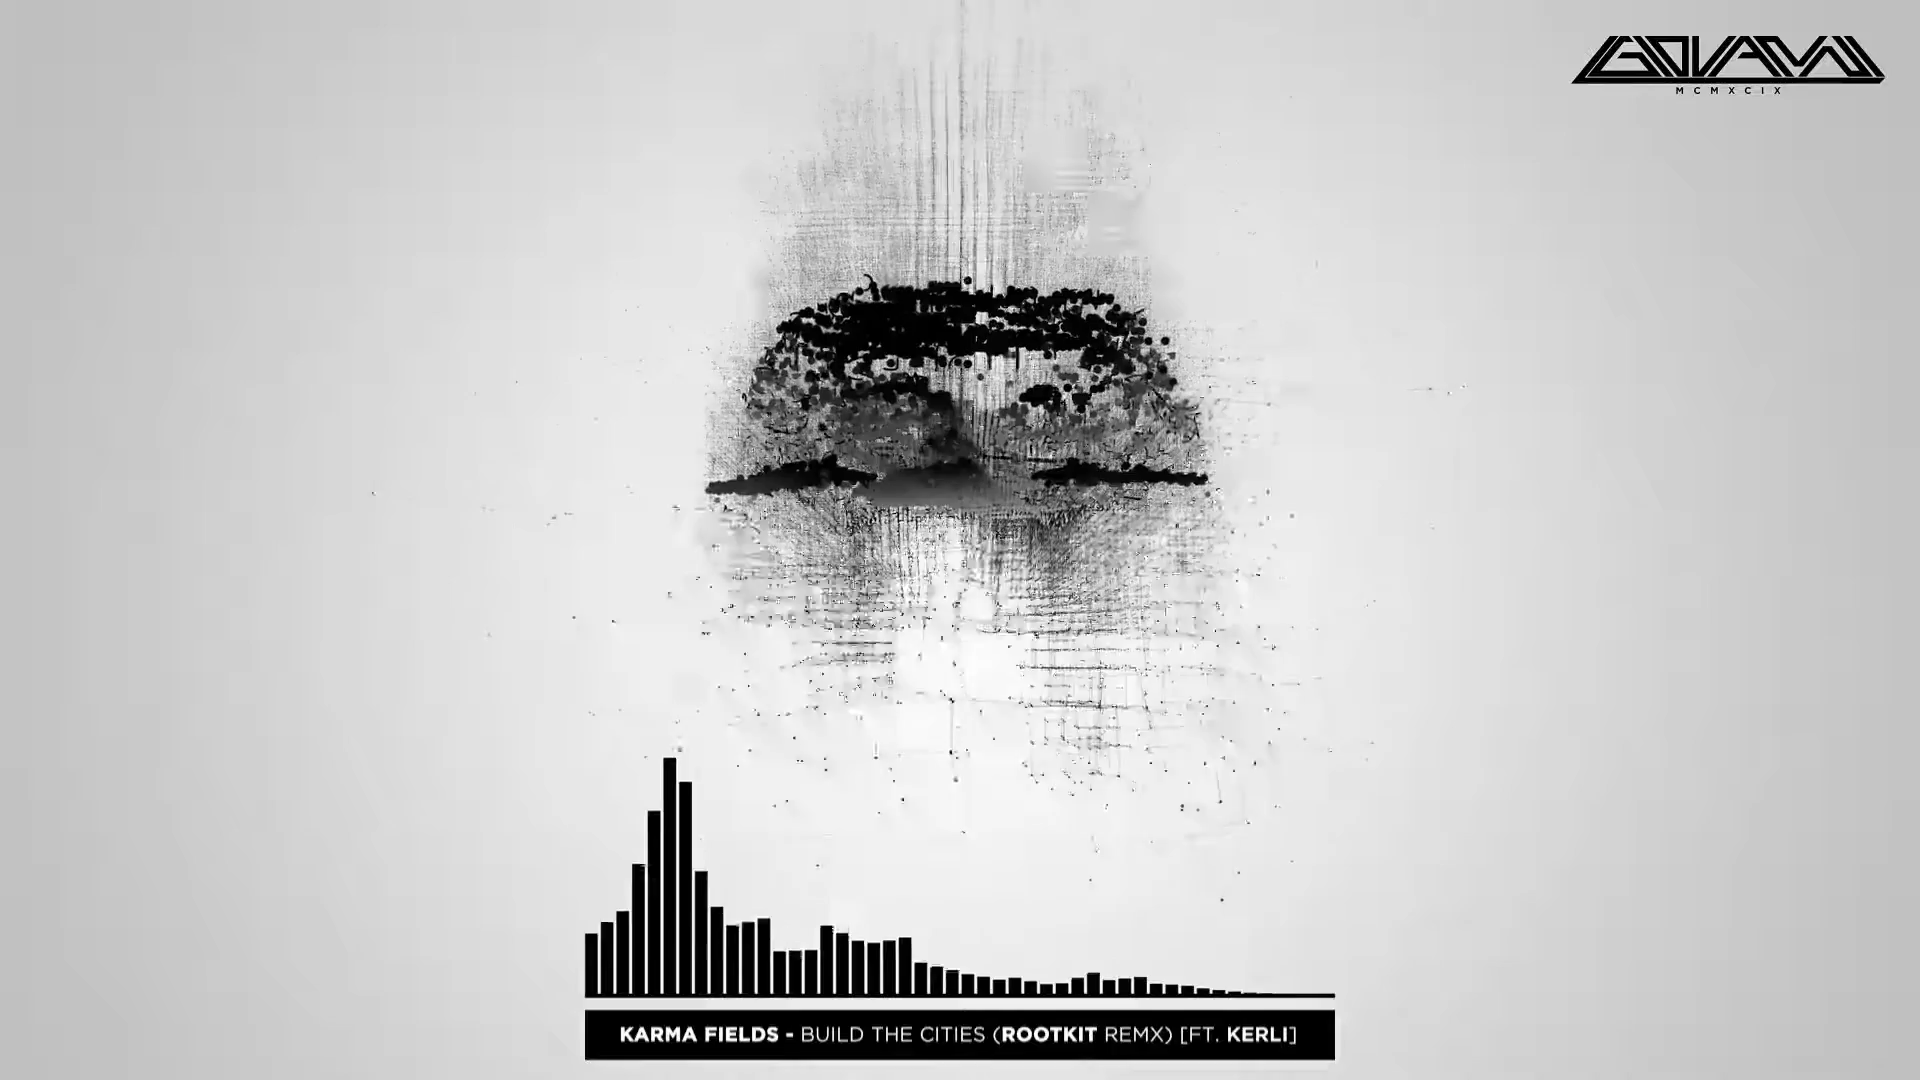 MCMXCIX
KARMA FIELDS - BUILD THE CITIES (ROOTKIT REMX) [FT. KERLI]